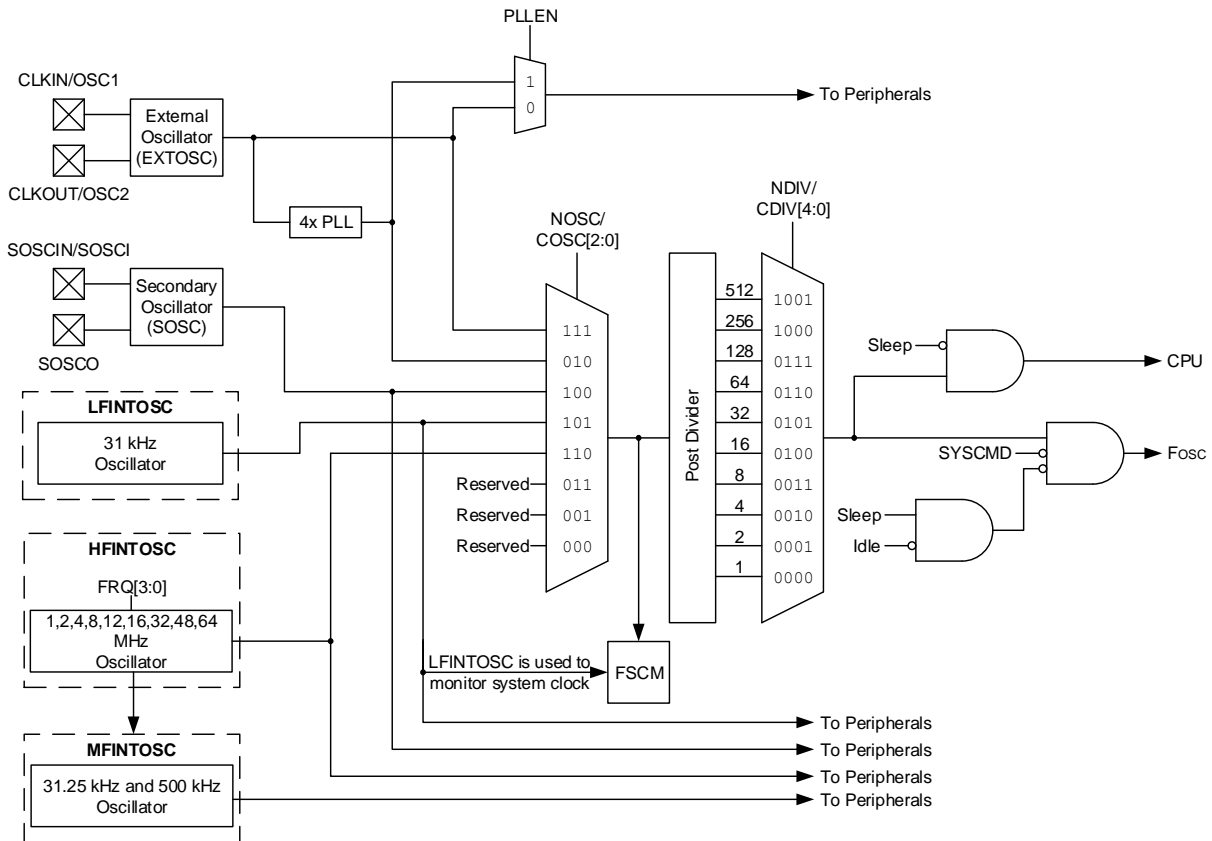 PLLEN
CLKIN/OSC1
External
Oscillator
(EXTOSC)
CLKOUT/OSC2
1
0
To Peripherals
4x PLL
SOSCIN/SOSCI
Secondary
Oscillator
(SOSC)
SOSCO
NOSC/
COSC[2:0]
111
010
100
101
110
011
001
000
Reserved
Reserved
Reserved
NDIV/
CDIV[4:0]
Post Divider
512
256
128
64
32
16
8
4
2
1
1001
1000
0111
0110
0101
0100
0011
0010
0001
0000
Sleep
CPU
SYSCMD
Fosc
Sleep
Idle
LFINTOSC
31 kHz
Oscillator
HFINTOSC
FRQ[3:0]
1,2,4,8,12,16,32,48,64
MHz
Oscillator
LFINTOSC is used to
monitor system clock
FSCM
MFINTOSC
31.25 kHz and 500 kHz
Oscillator
To Peripherals
To Peripherals
To Peripherals
To Peripherals